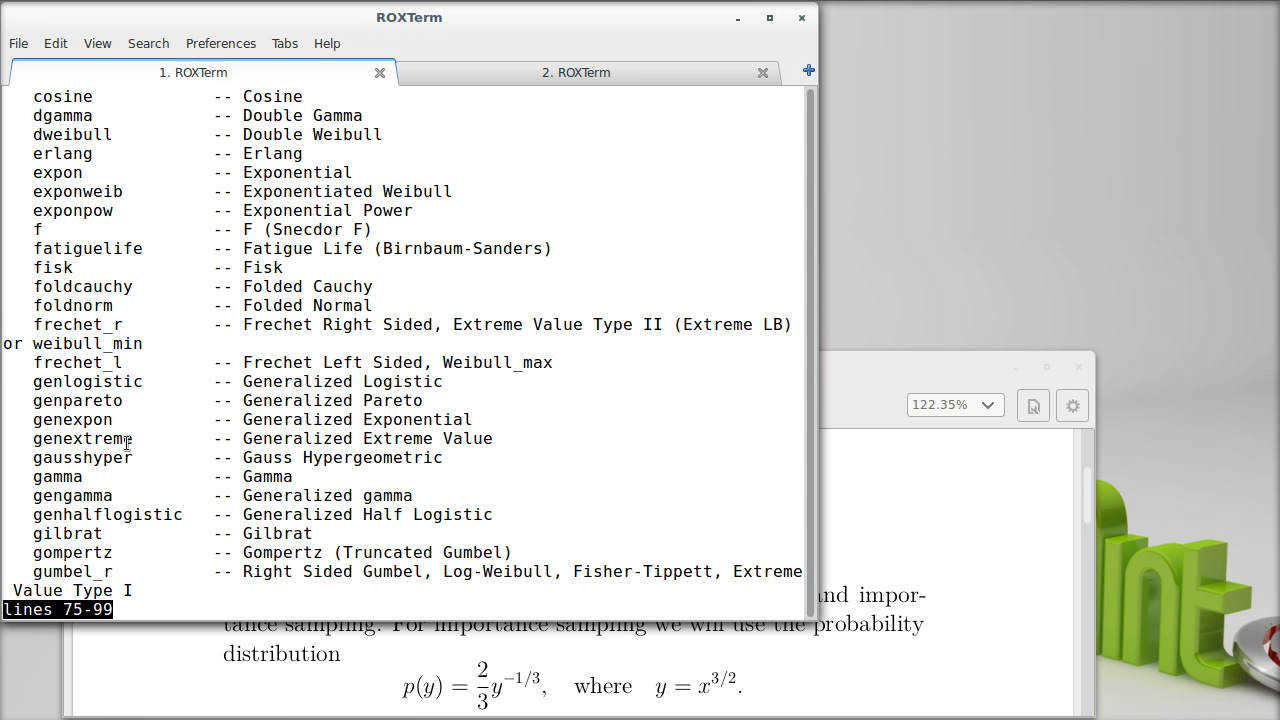 ROXTerm
File Edit View Search Preferences Tabs Help
1. ROXTerm 2. ROXTerm
cosine -- Cosine
dgamma -- Double Gamma
dweibull -- Double Weibull
erlang -- Erlang
expon -- Exponential
exponweib -- Exponentiated Weibull
exponpow -- Exponential Power
f -- F (Snecdor F)
fatiguelife -- Fatigue Life (Birnbaum-Sanders)
fisk -- Fisk
foldcauchy -- Folded Cauchy
foldnorm -- Folded Normal
frechet_r -- Frechet Right Sided, Extreme Value Type II (Extreme LB)
or weibull_min
frechet_l -- Frechet Left Sided, Weibull_max
genlogistic -- Generalized Logistic
genpareto -- Generalized Pareto
genexpon -- Generalized Exponential
genextreme -- Generalized Extreme Value
gausshyper -- Gauss Hypergeometric
gamma -- Gamma
gengamma -- Generalized gamma
genhalflogistic -- Generalized Half Logistic
gilbrat -- Gilbrat
gompertz -- Gompertz (Truncated Gumbel)
gumbel_r -- Right Sided Gumbel, Log-Weibull, Fisher-Tippett, Extreme
Value Type I
lines 75-99
122.35%
and impor-
tance sampling. For importance sampling we will use the probability
distribution
p(y) = 2/3 y^{-1/3}, where y = x^{3/2}.